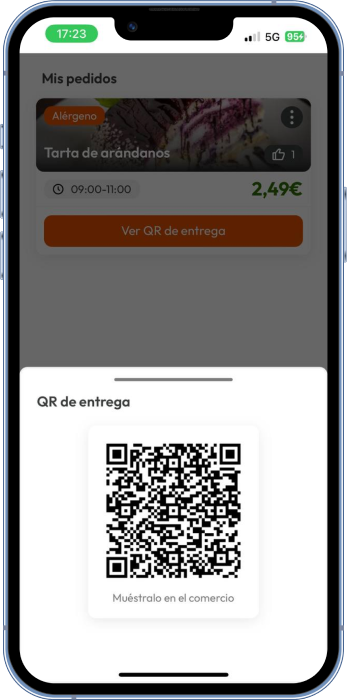 17:23
5G 95
Mis pedidos
Alérgeno
Tarta de arándanos
1
09:00-11:00
2,49€
Ver QR de entrega
QR de entrega
Muéstralo en el comercio